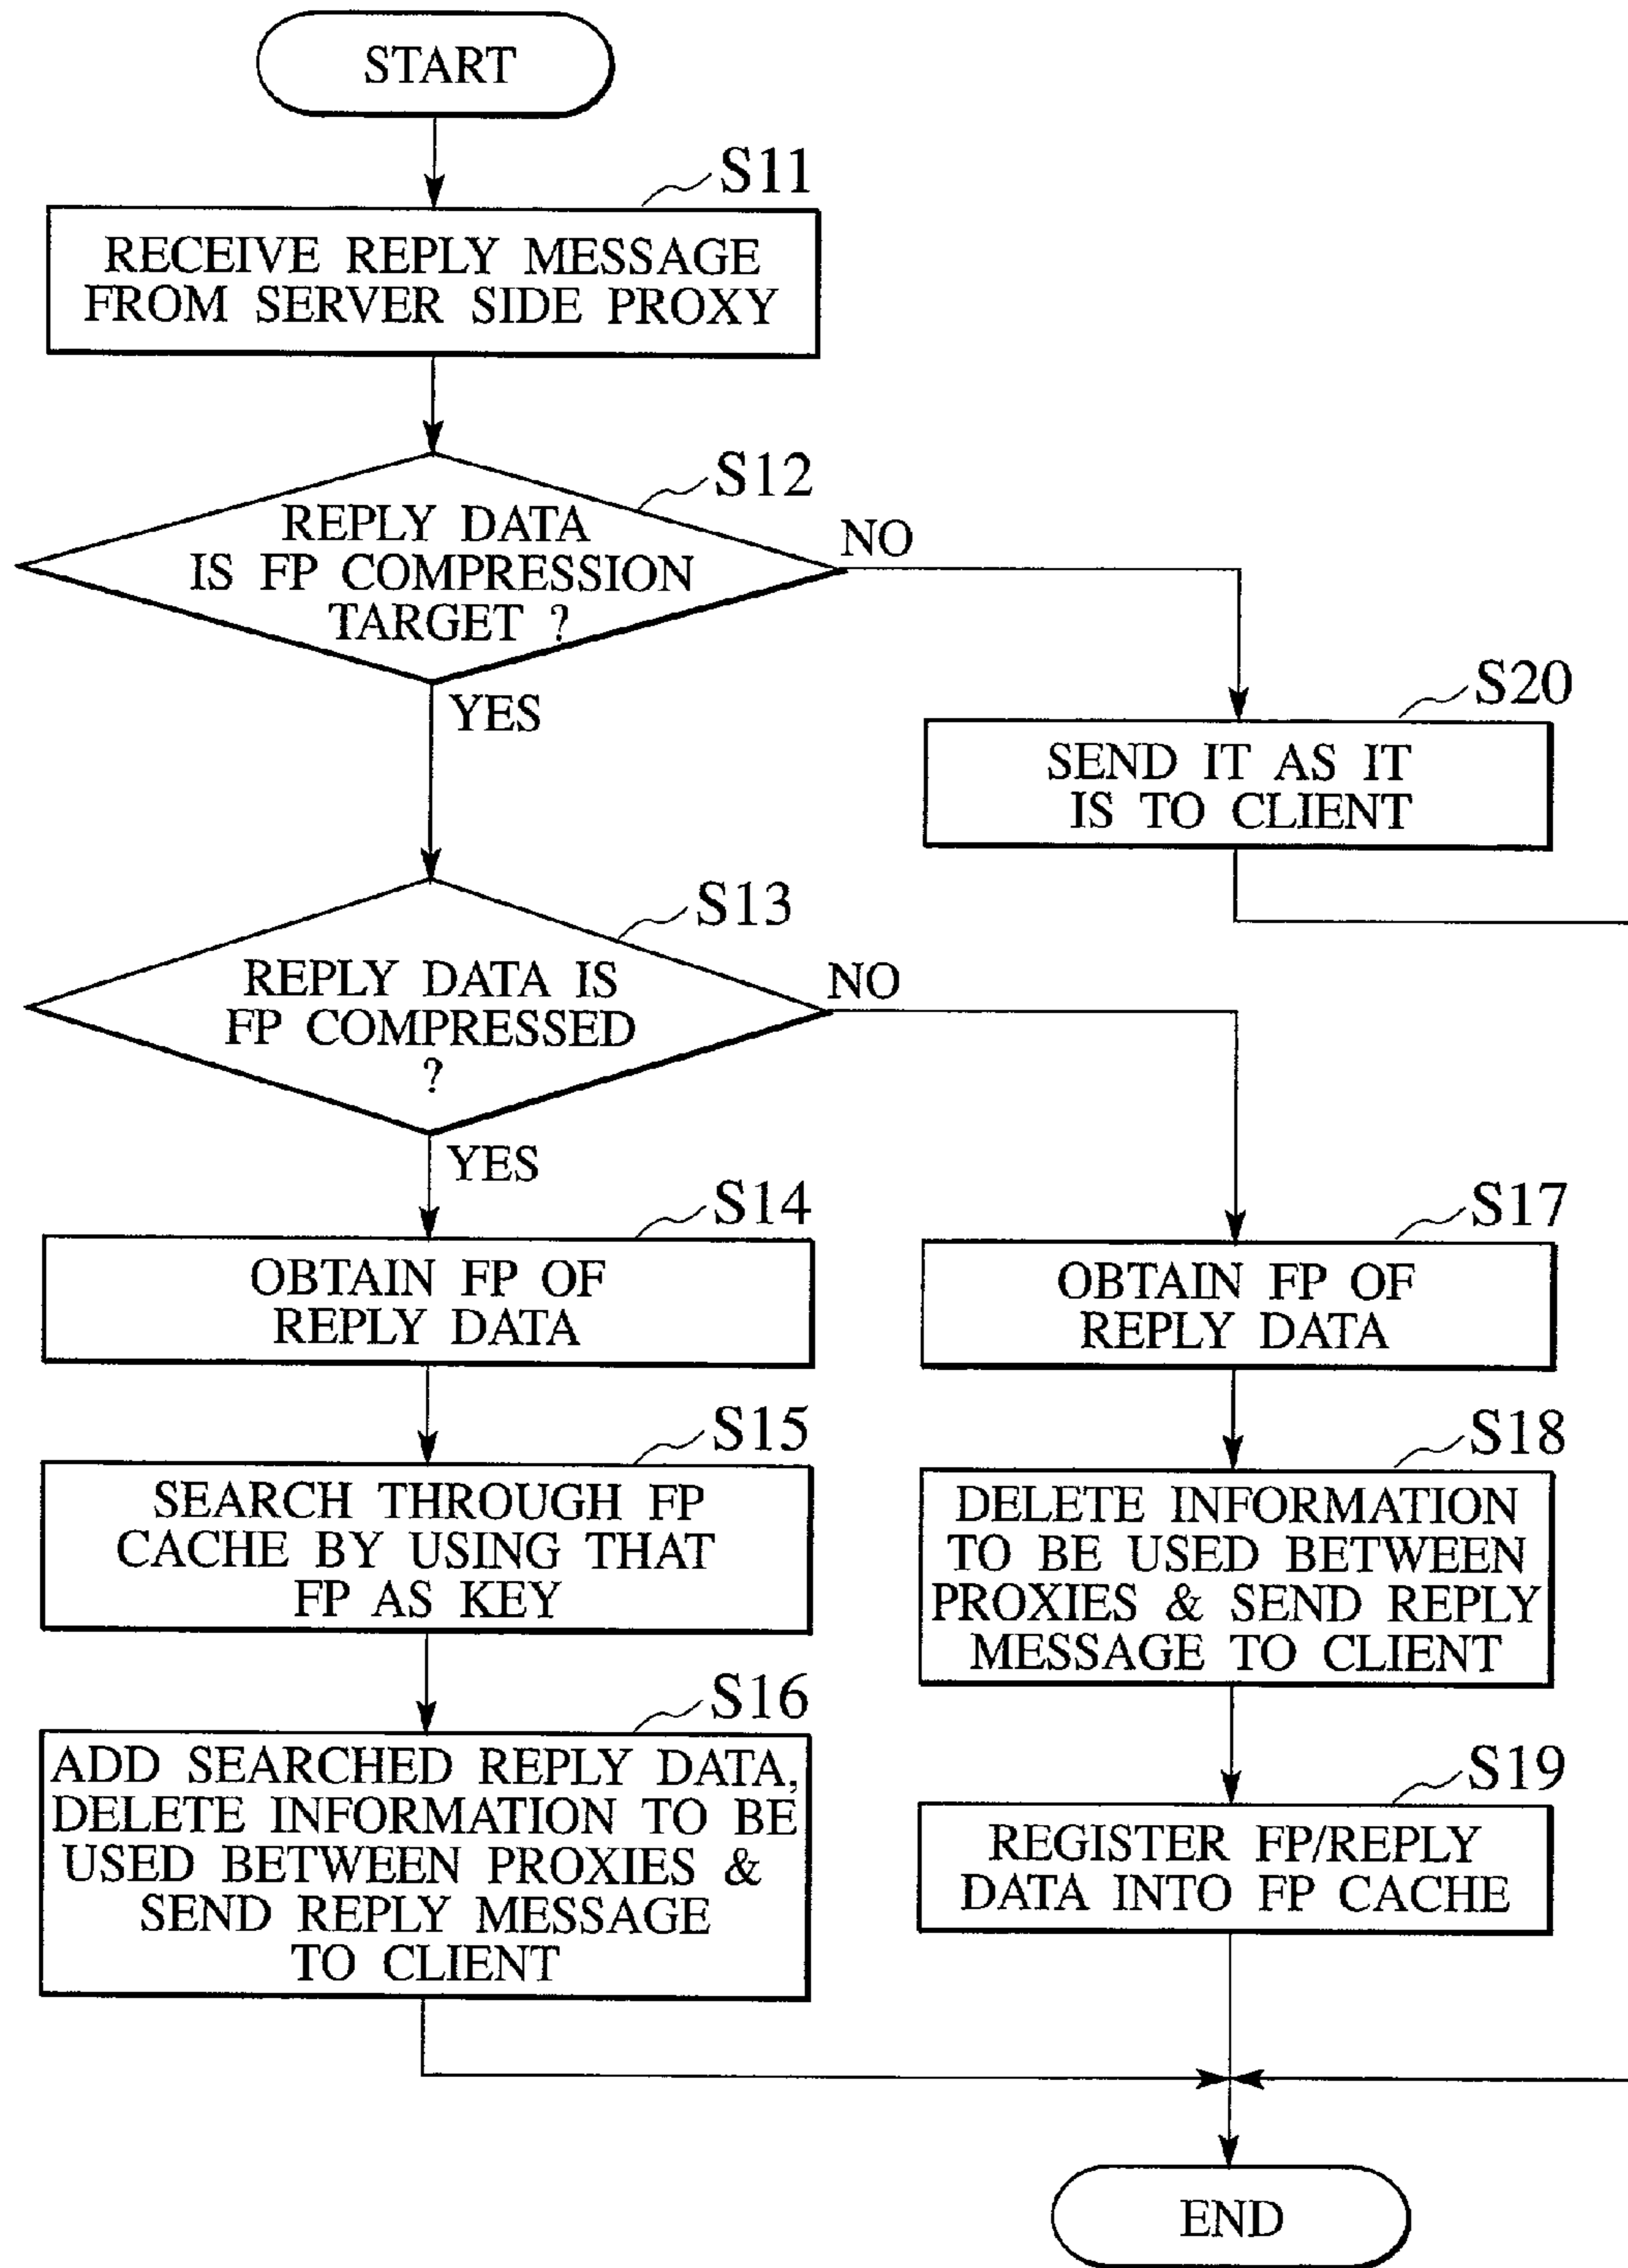 START
S11
RECEIVE REPLY MESSAGE
FROM SERVER SIDE PROXY
S12
REPLY DATA
IS FP COMPRESSION
TARGET ?
NO
YES
S20
SEND IT AS IT
IS TO CLIENT
S13
REPLY DATA IS
FP COMPRESSED
?
NO
YES
S14
OBTAIN FP OF
REPLY DATA
S15
SEARCH THROUGH FP
CACHE BY USING THAT
FP AS KEY
S16
ADD SEARCHED REPLY DATA,
DELETE INFORMATION TO BE
USED BETWEEN PROXIES &
SEND REPLY MESSAGE
TO CLIENT
S17
OBTAIN FP OF
REPLY DATA
S18
DELETE INFORMATION
TO BE USED BETWEEN
PROXIES & SEND REPLY
MESSAGE TO CLIENT
S19
REGISTER FP/REPLY
DATA INTO FP CACHE
END